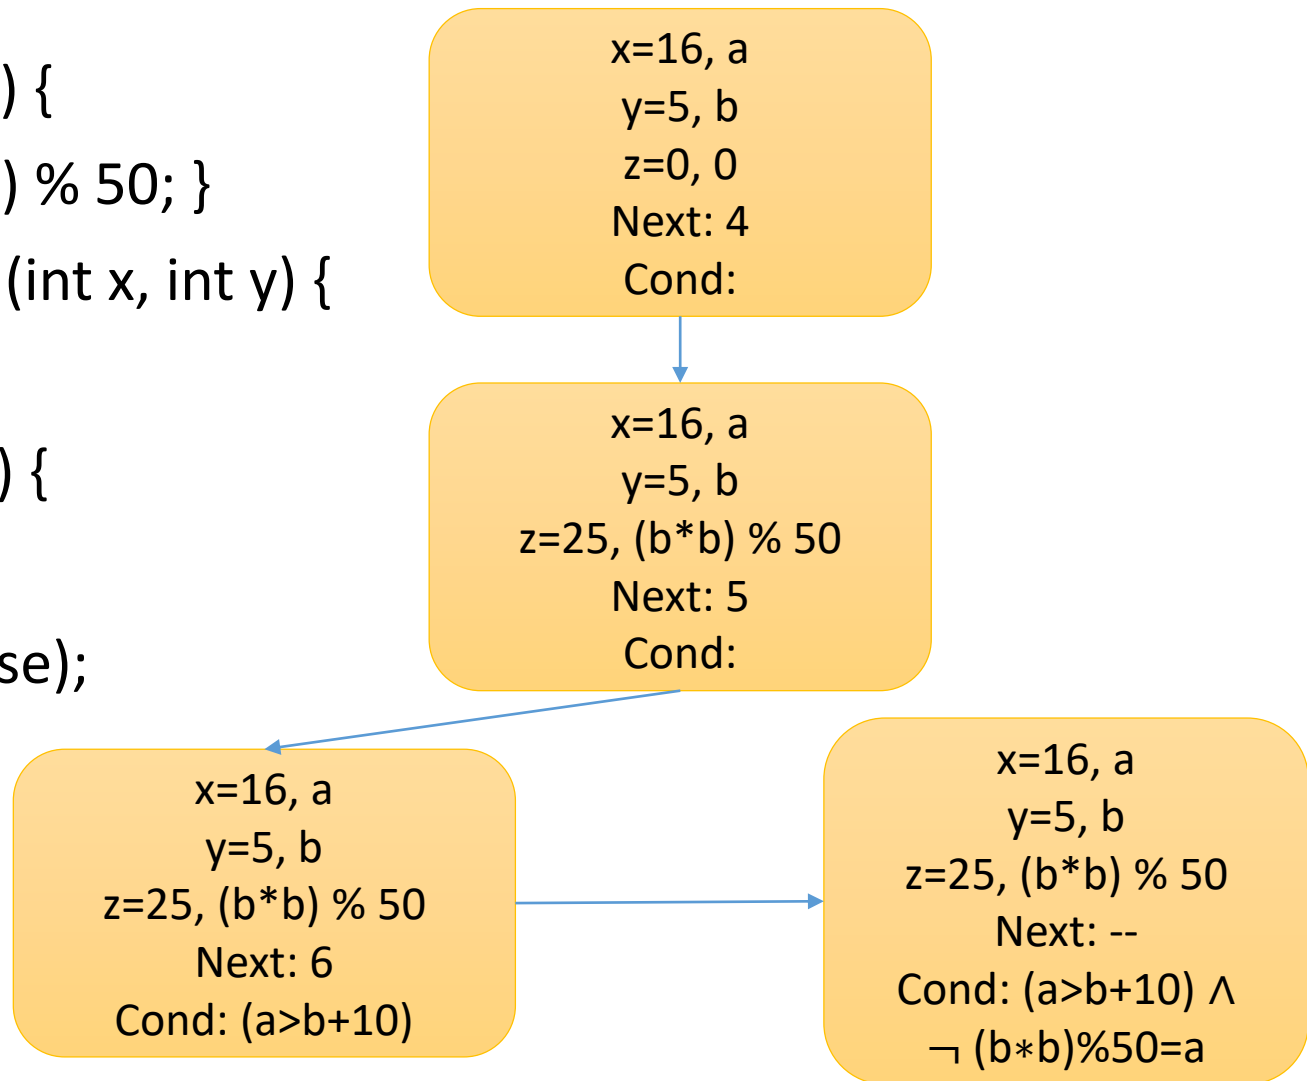 ) {
) % 50; }
(int x, int y) {
) {
se);
x=16, a
y=5, b
z=0, 0
Next: 4
Cond:
x=16, a
y=5, b
z=25, (b*b) % 50
Next: 5
Cond:
x=16, a
y=5, b
z=25, (b*b) % 50
Next: 6
Cond: (a>b+10)
x=16, a
y=5, b
z=25, (b*b) % 50
Next: --
Cond: (a>b+10) ∧
¬ (b∗b)%50=a